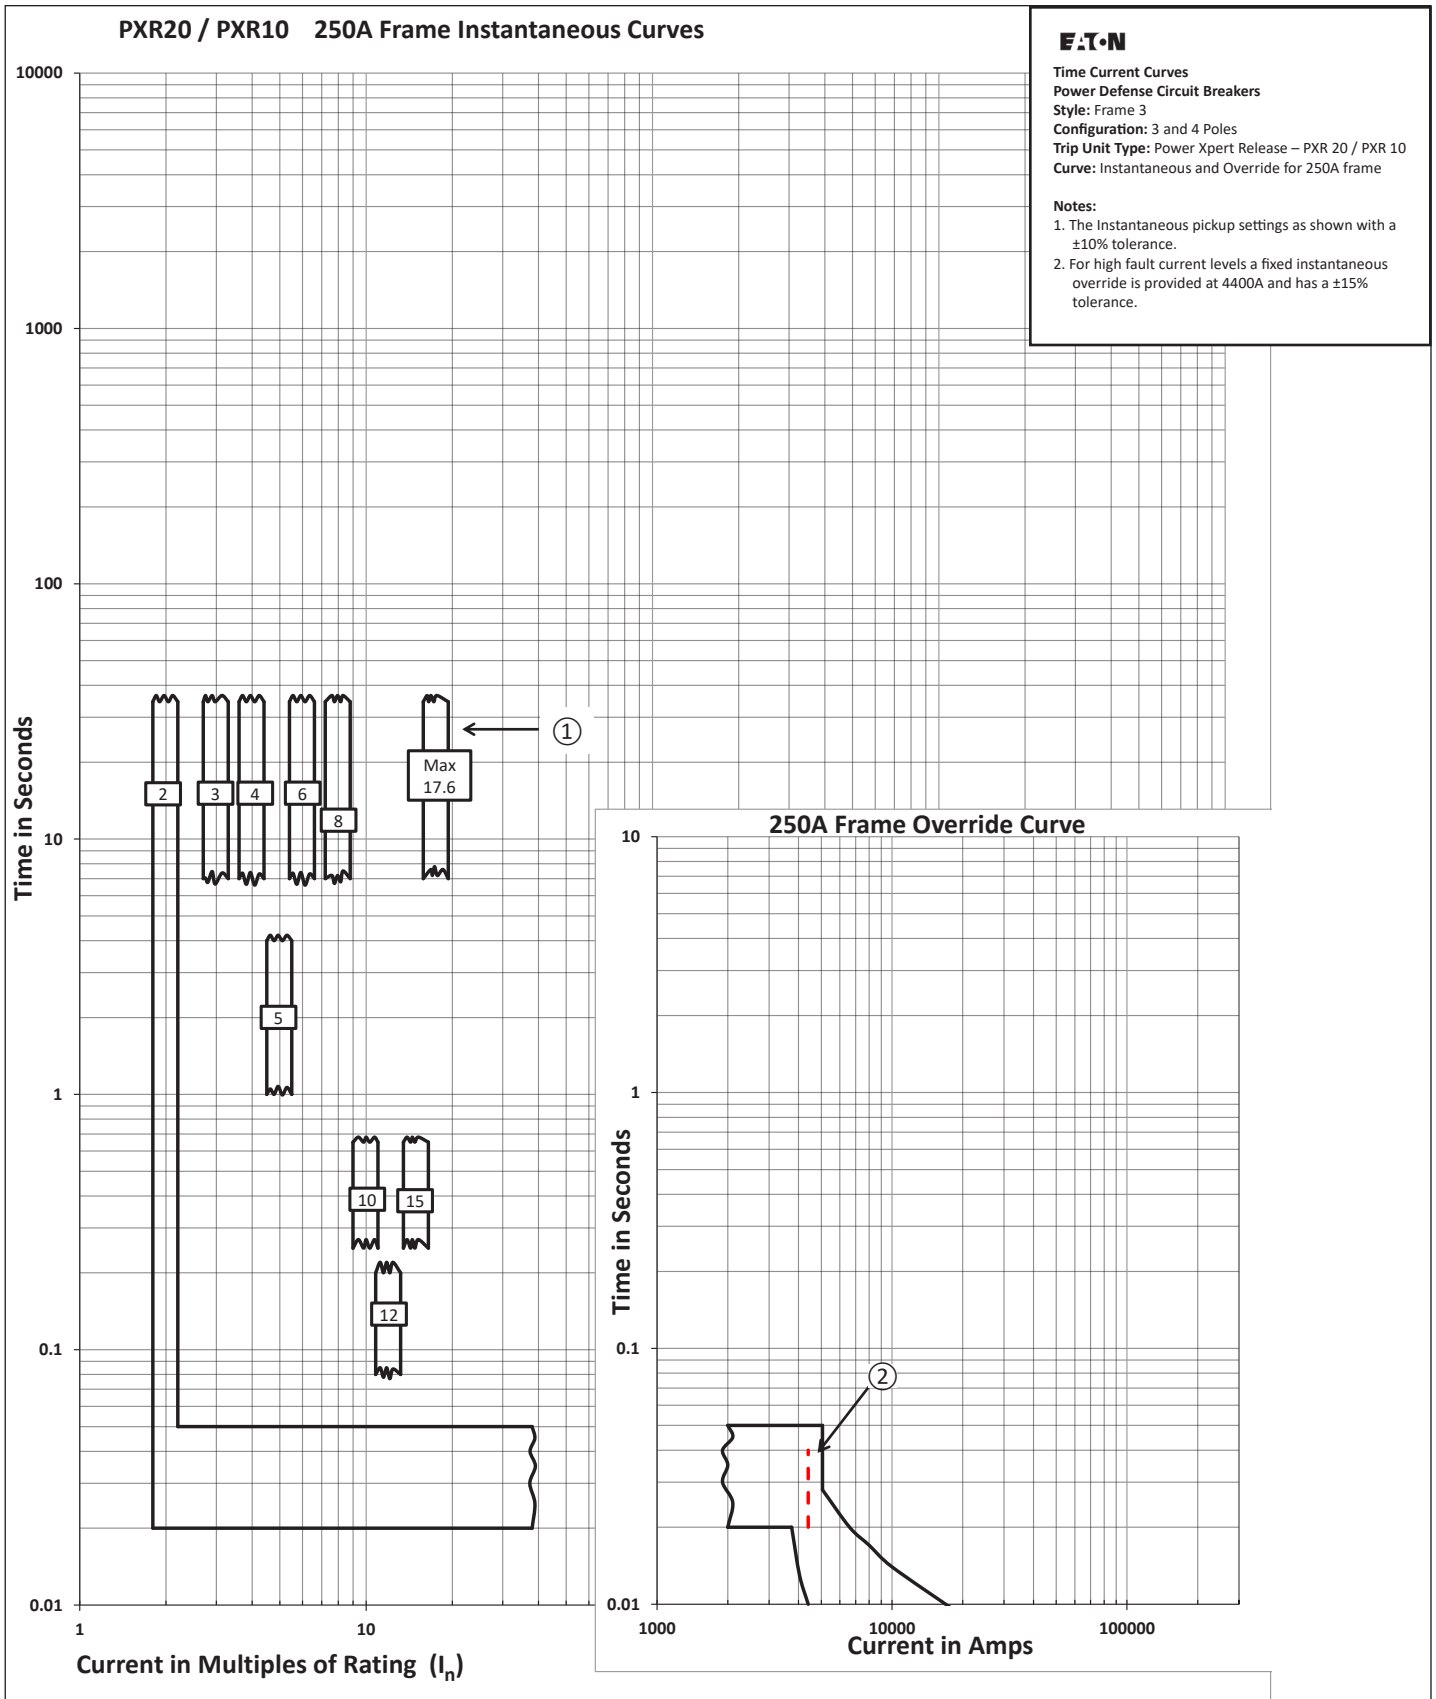 PXR20 / PXR10 250A Frame Instantaneous Curves
EATON
Time Current Curves
Power Defense Circuit Breakers
Style: Frame 3
Configuration: 3 and 4 Poles
Trip Unit Type: Power Xpert Release – PXR 20 / PXR 10
Curve: Instantaneous and Override for 250A frame
Notes:
1. The Instantaneous pickup settings as shown with a
±10% tolerance.
2. For high fault current levels a fixed instantaneous
override is provided at 4400A and has a ±15%
tolerance.
10000
1000
100
10
1
0.1
0.01
Time in Seconds
2
3
4
6
8
Max
17.6
1
5
10
15
12
1
10
Current in Multiples of Rating (In)
250A Frame Override Curve
10
1
0.1
0.01
Time in Seconds
2
1000
10000
100000
Current in Amps